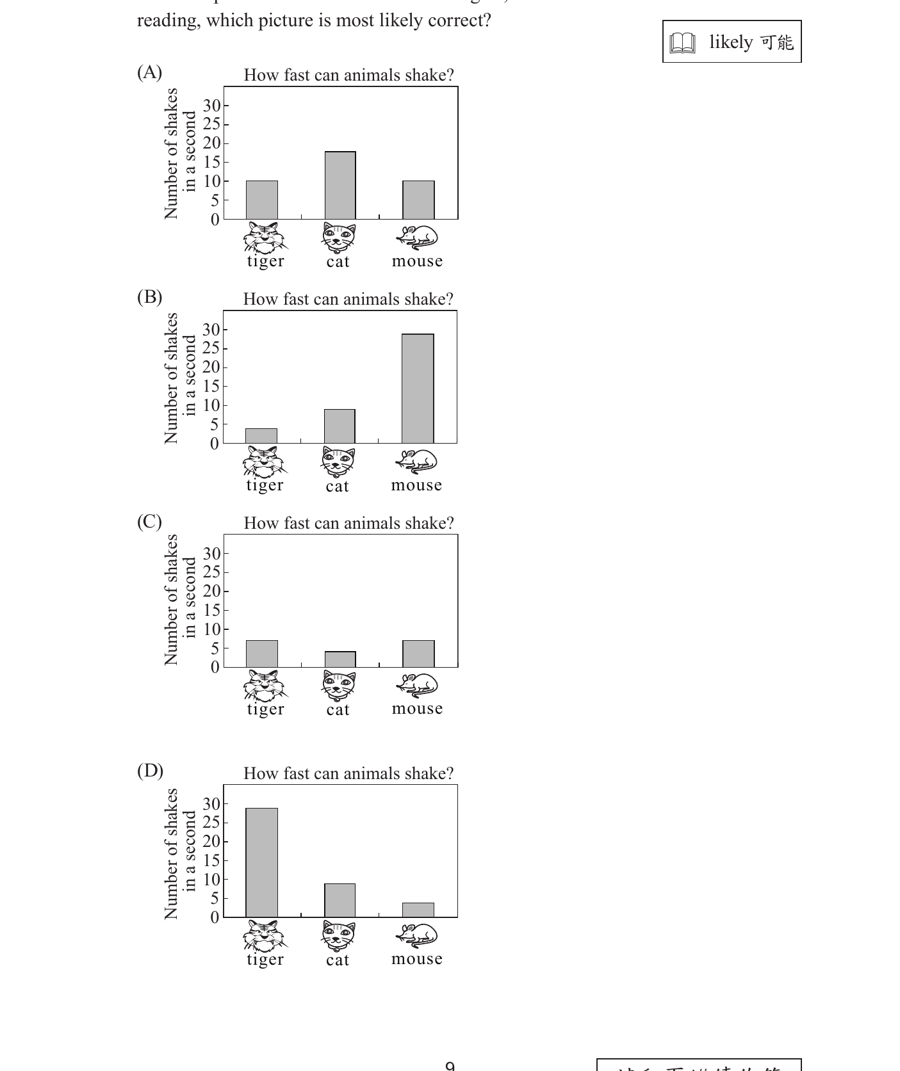 reading, which picture is most likely correct?
likely 可能
(A)
How fast can animals shake?
Number of shakes
in a second
30
25
20
15
10
5
0
tiger cat mouse
(B)
How fast can animals shake?
Number of shakes
in a second
30
25
20
15
10
5
0
tiger cat mouse
(C)
How fast can animals shake?
Number of shakes
in a second
30
25
20
15
10
5
0
tiger cat mouse
(D)
How fast can animals shake?
Number of shakes
in a second
30
25
20
15
10
5
0
tiger cat mouse
9